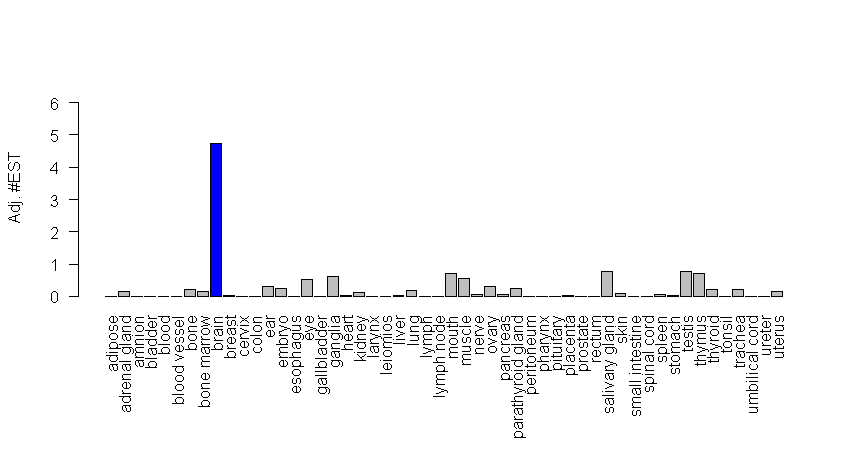 Adj. #EST
6
5
4
3
2
1
0
adipose
adrenal gland
amnion
bladder
blood
blood vessel
bone
bone marrow
brain
breast
cervix
colon
ear
embryo
esophagus
eye
gallbladder
ganglia
heart
kidney
larynx
leiomios
liver
lung
lymph
lymph node
mouth
muscle
nerve
ovary
pancreas
parathyroid gland
peritoneum
pharynx
pituitary
placenta
prostate
rectum
salivary gland
skin
small intestine
spinal cord
spleen
stomach
testis
thymus
thyroid
tonsil
trachea
umbilical cord
ureter
uterus